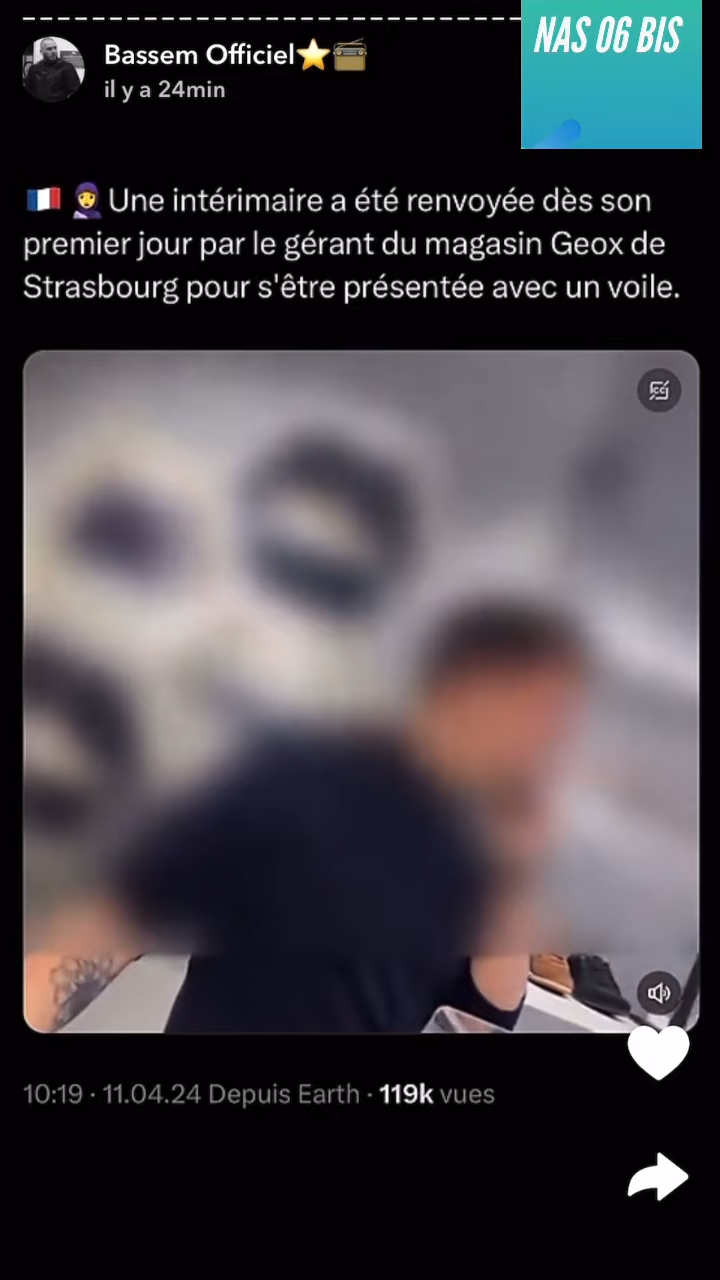 NAS 06 BIS
Bassem Officiel⭐📻
il y a 24min
🇫🇷 🧕Une intérimaire a été renvoyée dès son
premier jour par le gérant du magasin Geox de
Strasbourg pour s'être présentée avec un voile.
10:19 · 11.04.24 Depuis Earth · 119k vues